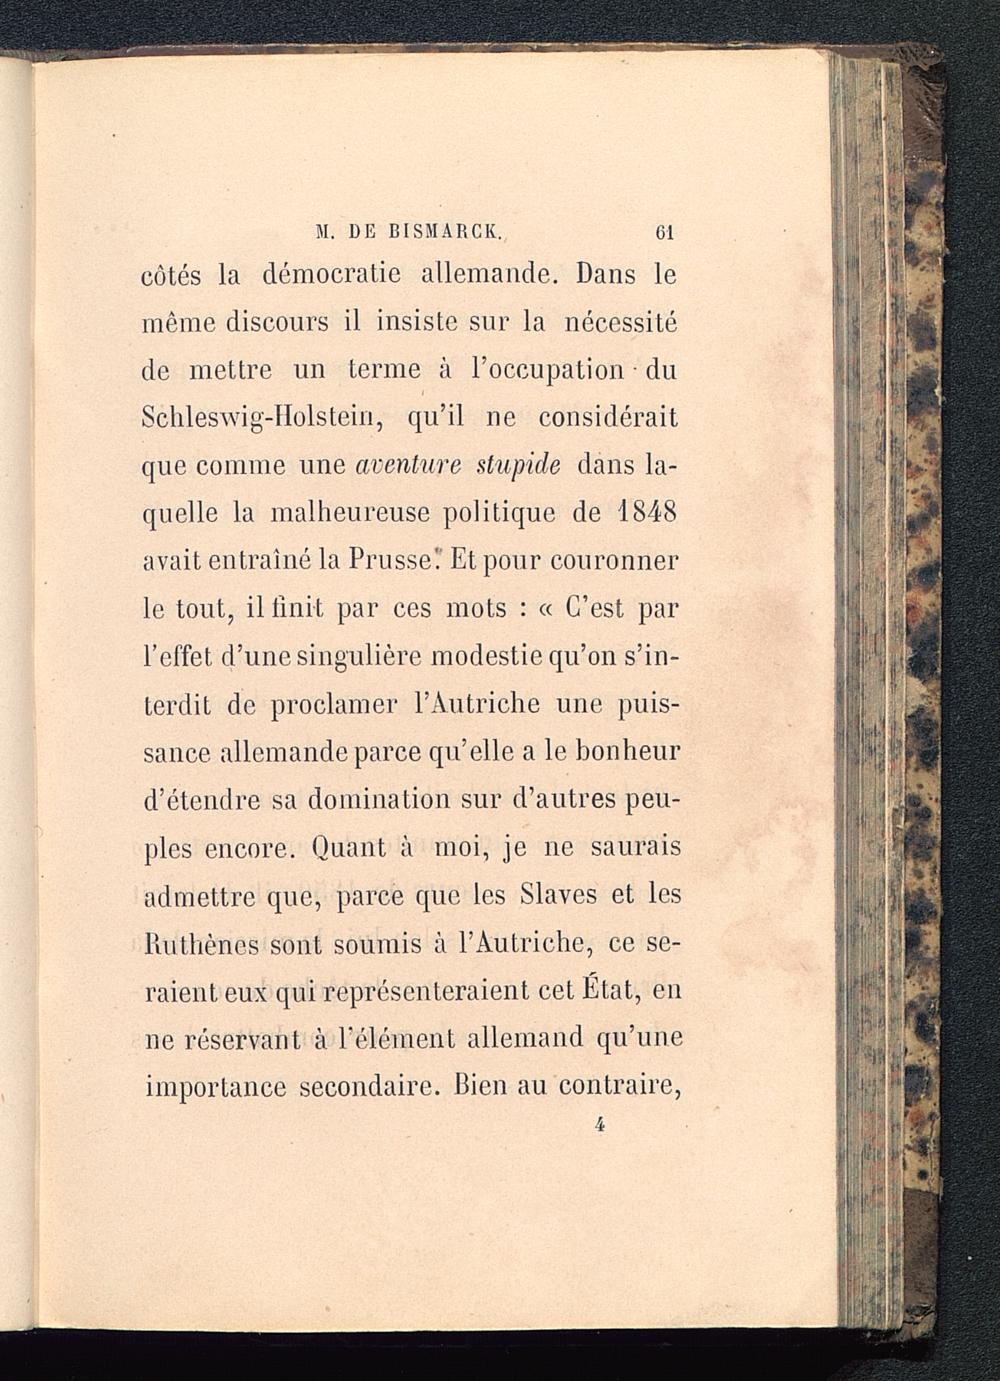 M. DE BISMARCK. 61
côtés la démocratie allemande. Dans le
même discours il insiste sur la nécessité
de mettre un terme à l'occupation du
Schleswig-Holstein, qu'il ne considérait
que comme une aventure stupide dans la-
quelle la malheureuse politique de 1848
avait entraîné la Prusse. Et pour couronner
le tout, il finit par ces mots : « C'est par
l'effet d'une singulière modestie qu'on s'in-
terdit de proclamer l'Autriche une puis-
sance allemande parce qu'elle a le bonheur
d'étendre sa domination sur d'autres peu-
ples encore. Quant à moi, je ne saurais
admettre que, parce que les Slaves et les
Ruthènes sont soumis à l'Autriche, ce se-
raient eux qui représenteraient cet État, en
ne réservant à l'élément allemand qu'une
importance secondaire. Bien au contraire,
4